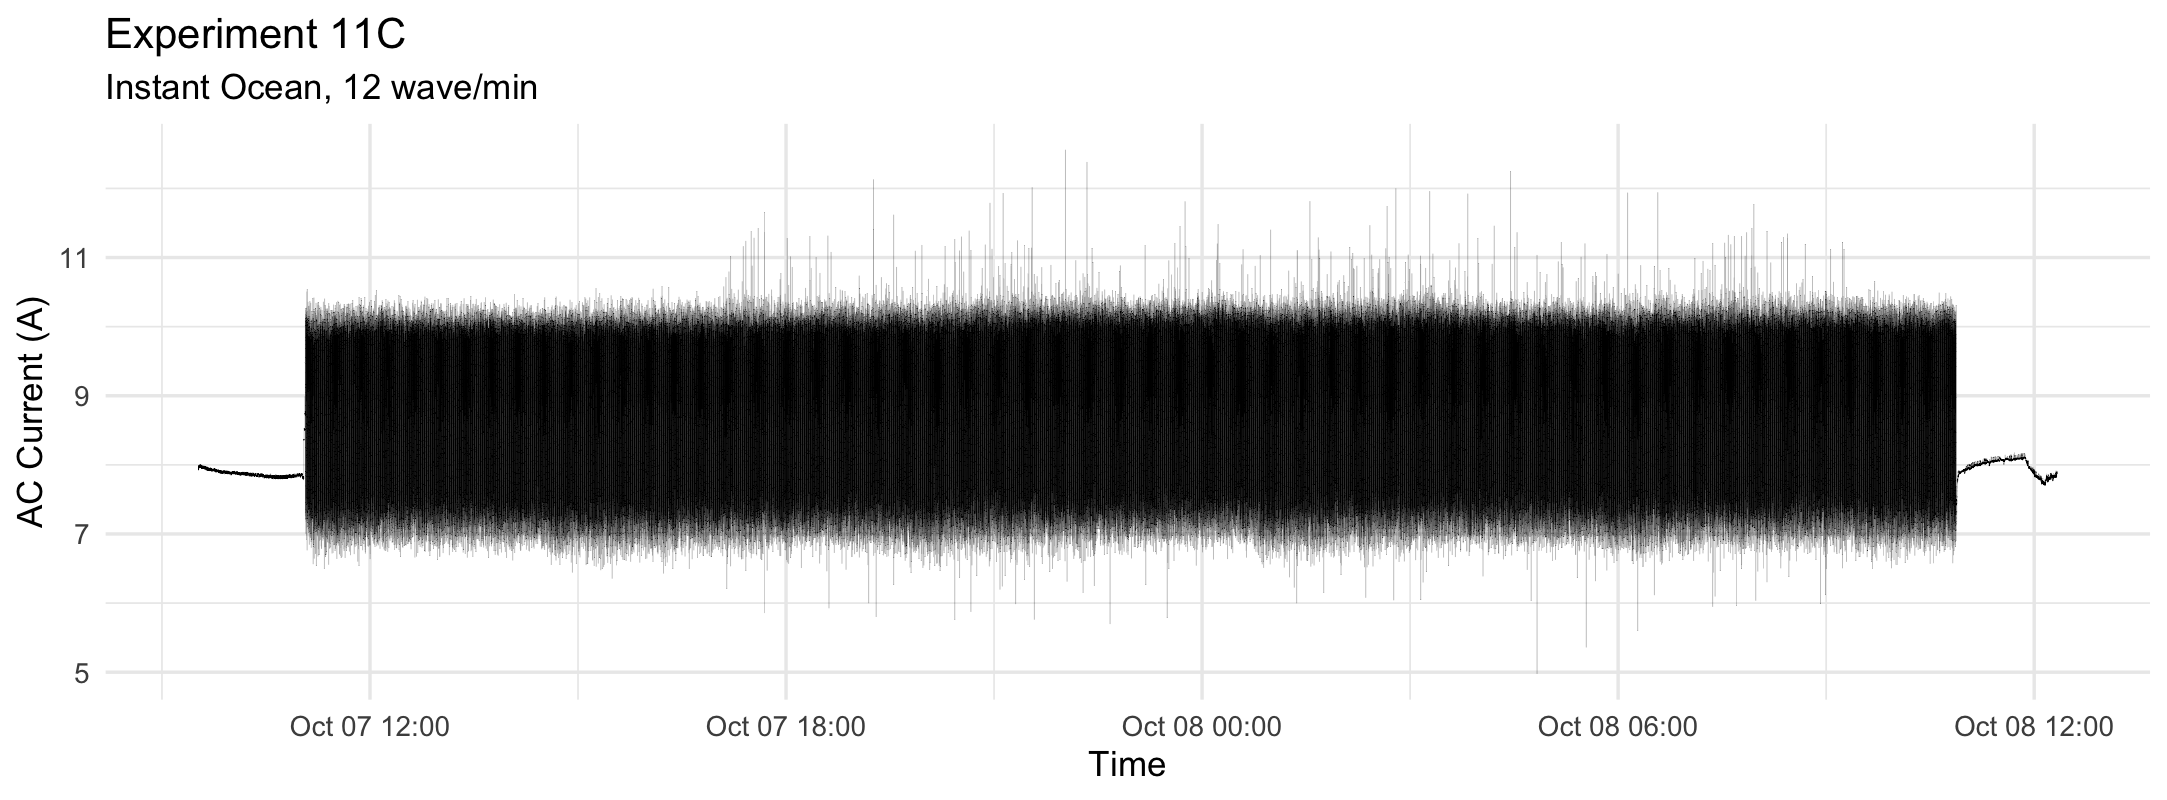 Experiment 11C
Instant Ocean, 12 wave/min
AC Current (A)
11
9
7
5
Oct 07 12:00
Oct 07 18:00
Oct 08 00:00
Oct 08 06:00
Oct 08 12:00
Time